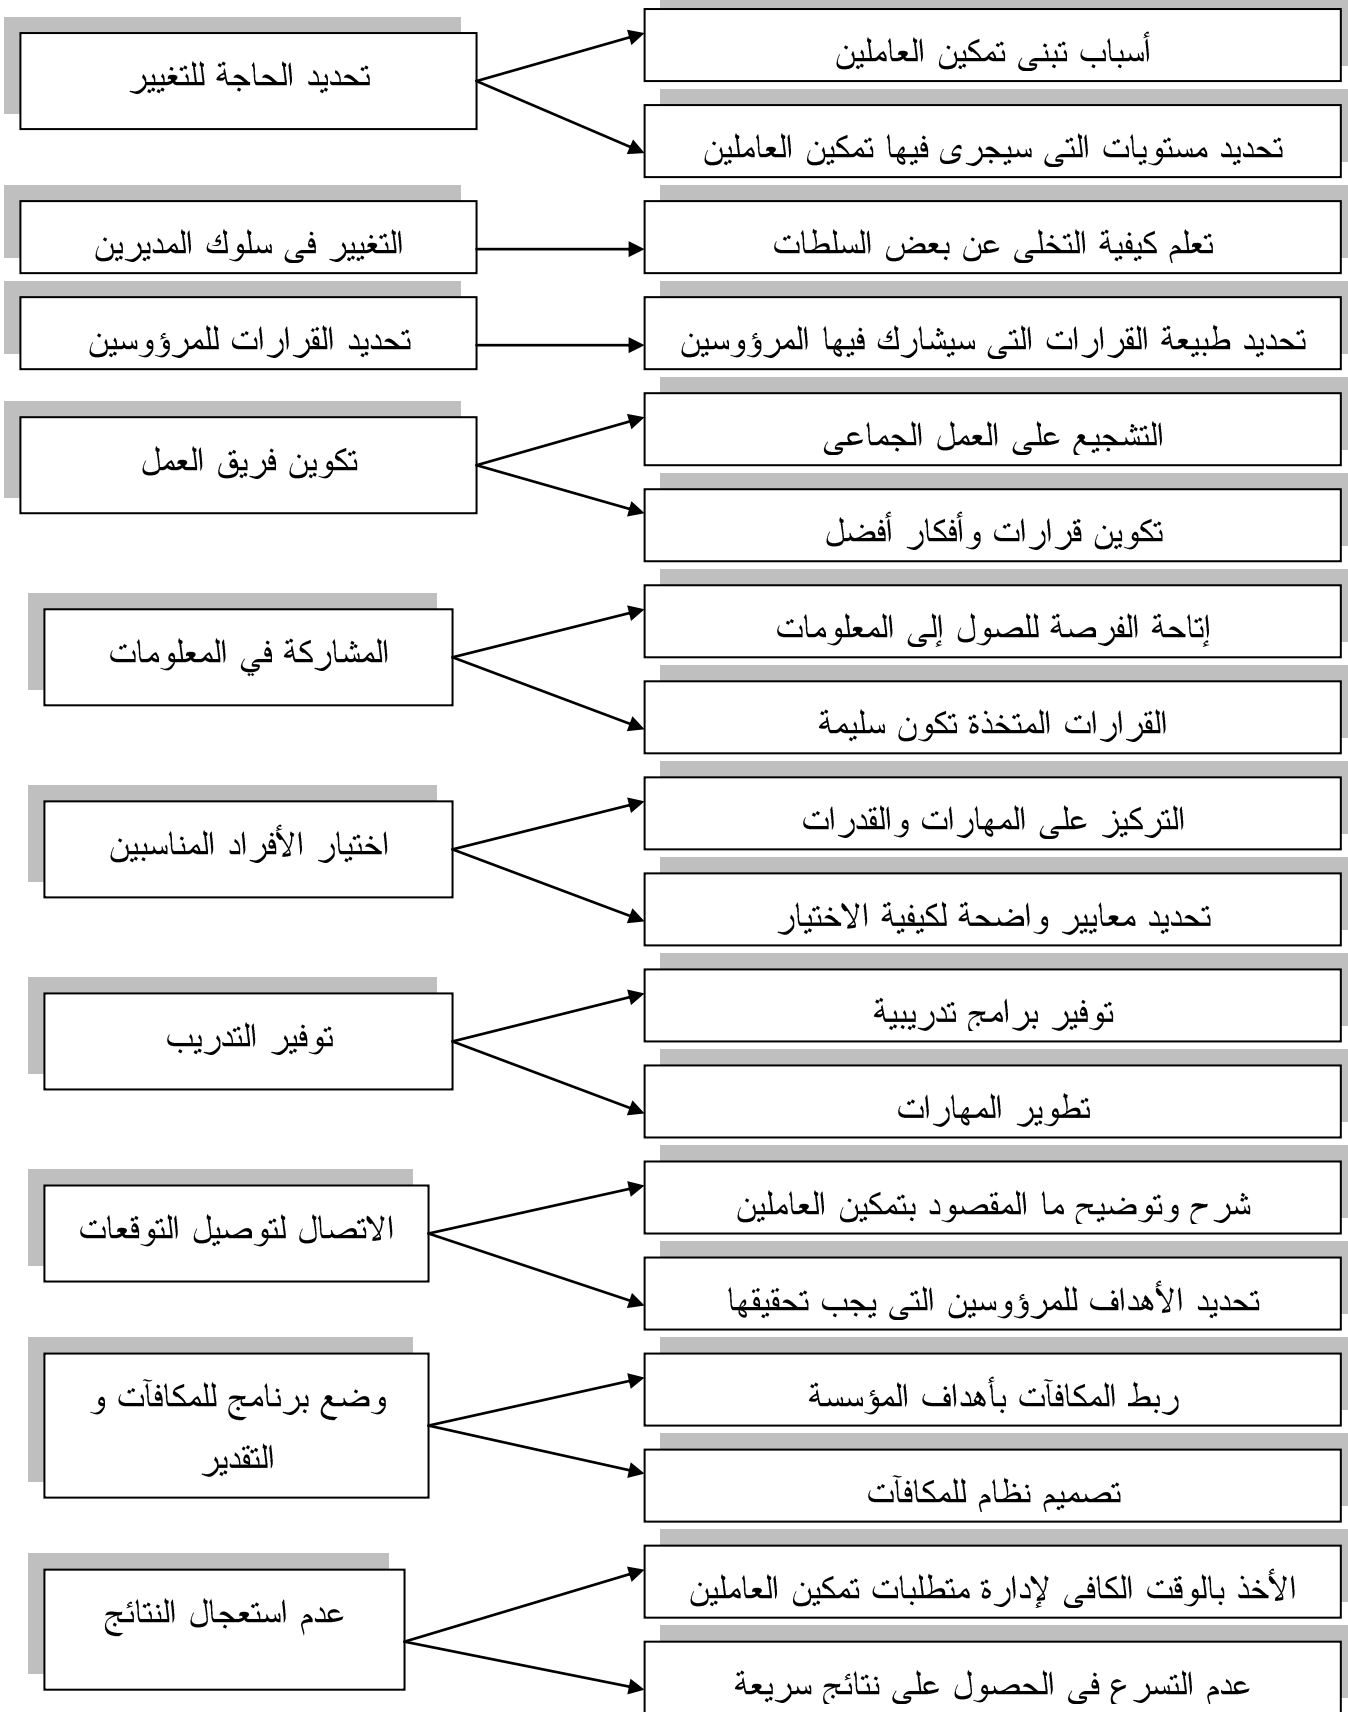 تحديد الحاجة للتغيير
أسباب تبنى تمكين العاملين
تحديد مستويات التى سيجرى فيها تمكين العاملين
التغيير فى سلوك المديرين
تعلم كيفية التخلى عن بعض السلطات
تحديد القرارات للمرؤوسين
تحديد طبيعة القرارات التى سيشارك فيها المرؤوسين
تكوين فريق العمل
التشجيع على العمل الجماعى
تكوين قرارات وأفكار أفضل
المشاركة في المعلومات
إتاحة الفرصة للصول إلى المعلومات
القرارات المتخذة تكون سليمة
اختيار الأفراد المناسبين
التركيز على المهارات والقدرات
تحديد معايير واضحة لكيفية الاختيار
توفير التدريب
توفير برامج تدريبية
تطوير المهارات
الاتصال لتوصيل التوقعات
شرح وتوضيح ما المقصود بتمكين العاملين
تحديد الأهداف للمرؤوسين التى يجب تحقيقها
وضع برنامج للمكافآت و
التقدير
ربط المكافآت بأهداف المؤسسة
تصميم نظام للمكافآت
عدم استعجال النتائج
الأخذ بالوقت الكافى لإدارة متطلبات تمكين العاملين
عدم التسرع فى الحصول على نتائج سريعة